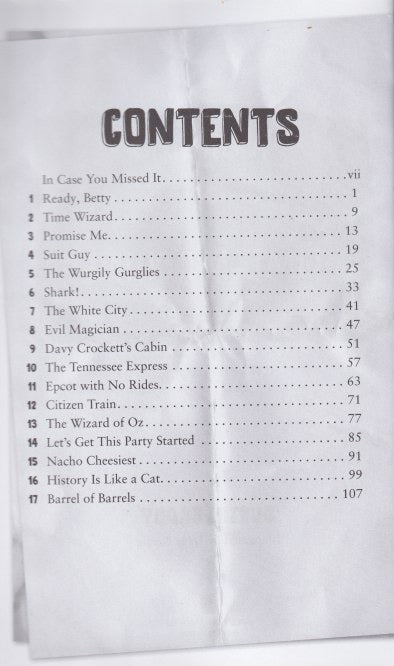 CONTENTS
In Case You Missed It. . . . . . . . . . . . . . . . . . . . . . . . . . .vii
1 Ready, Betty . . . . . . . . . . . . . . . . . . . . . . . . . . . . . . . . . . 1
2 Time Wizard. . . . . . . . . . . . . . . . . . . . . . . . . . . . . . . . . . 9
3 Promise Me. . . . . . . . . . . . . . . . . . . . . . . . . . . . . . . . . . 13
4 Suit Guy . . . . . . . . . . . . . . . . . . . . . . . . . . . . . . . . . . . . 19
5 The Wurgily Gurglies . . . . . . . . . . . . . . . . . . . . . . . . . . 25
6 Shark!. . . . . . . . . . . . . . . . . . . . . . . . . . . . . . . . . . . . . . 33
7 The White City. . . . . . . . . . . . . . . . . . . . . . . . . . . . . . . 41
8 Evil Magician . . . . . . . . . . . . . . . . . . . . . . . . . . . . . . . . 47
9 Davy Crockett's Cabin . . . . . . . . . . . . . . . . . . . . . . . . . 51
10 The Tennessee Express . . . . . . . . . . . . . . . . . . . . . . . . . 57
11 Epcot with No Rides. . . . . . . . . . . . . . . . . . . . . . . . . . . 63
12 Citizen Train. . . . . . . . . . . . . . . . . . . . . . . . . . . . . . . . . 71
13 The Wizard of Oz. . . . . . . . . . . . . . . . . . . . . . . . . . . . . 77
14 Let's Get This Party Started . . . . . . . . . . . . . . . . . . . . . 85
15 Nacho Cheesiest . . . . . . . . . . . . . . . . . . . . . . . . . . . . . . 91
16 History Is Like a Cat. . . . . . . . . . . . . . . . . . . . . . . . . . . 99
17 Barrel of Barrels . . . . . . . . . . . . . . . . . . . . . . . . . . . . . 107